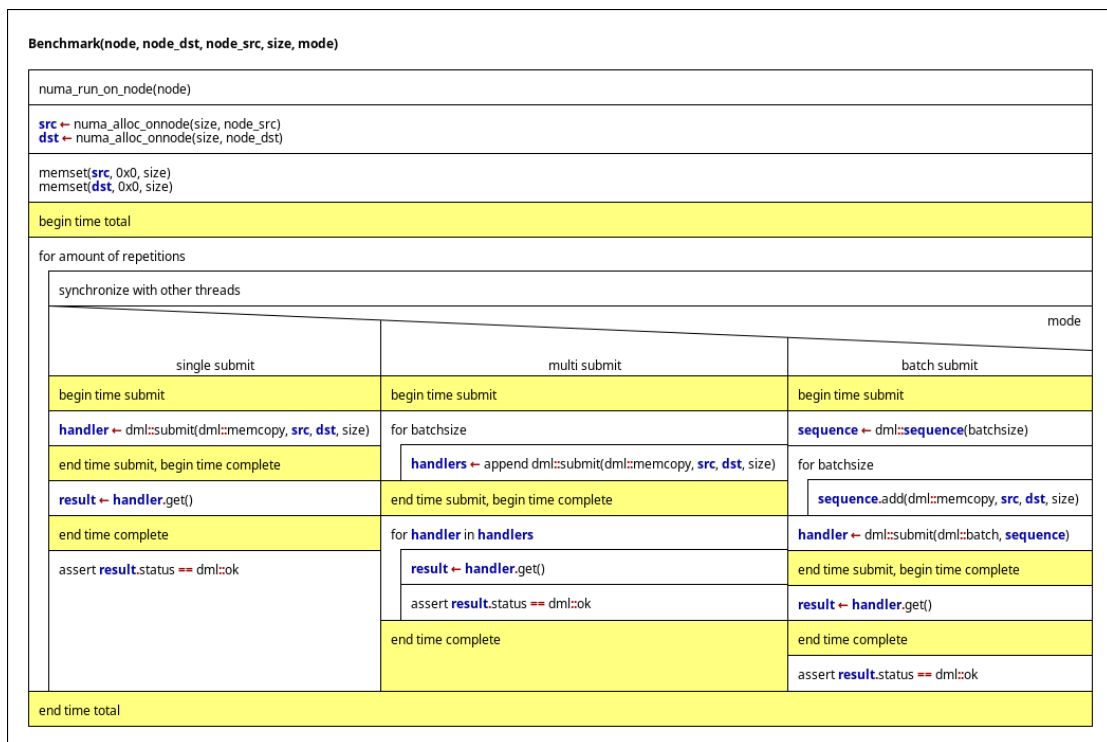 Benchmark(node, node_dst, node_src, size, mode)
numa_run_on_node(node)
src ← numa_alloc_onnode(size, node_src)
dst ← numa_alloc_onnode(size, node_dst)
memset(src, 0x0, size)
memset(dst, 0x0, size)
begin time total
for amount of repetitions
synchronize with other threads
mode
single submit
begin time submit
handler ← dml::submit(dml::memcopy, src, dst, size)
end time submit, begin time complete
result ← handler.get()
end time complete
assert result.status == dml::ok
multi submit
begin time submit
for batchsize
handlers ← append dml::submit(dml::memcopy, src, dst, size)
end time submit, begin time complete
for handler in handlers
result ← handler.get()
assert result.status == dml::ok
end time complete
batch submit
begin time submit
sequence ← dml::sequence(batchsize)
for batchsize
sequence.add(dml::memcopy, src, dst, size)
handler ← dml::submit(dml::batch, sequence)
end time submit, begin time complete
result ← handler.get()
end time complete
assert result.status == dml::ok
end time total